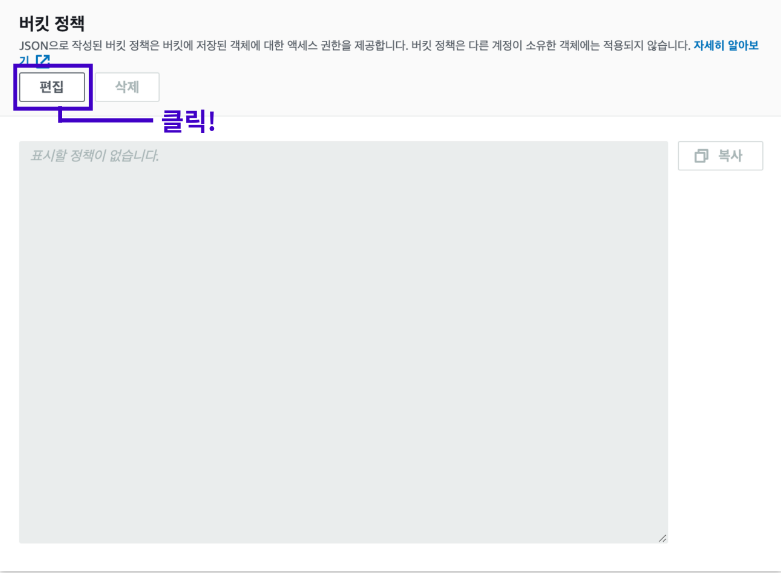 버킷 정책
JSON으로 작성된 버킷 정책은 버킷에 저장된 객체에 대한 액세스 권한을 제공합니다. 버킷 정책은 다른 계정이 소유한 객체에는 적용되지 않습니다. 자세히 알아보
기
편집 삭제
클릭!
표시할 정책이 없습니다.
복사